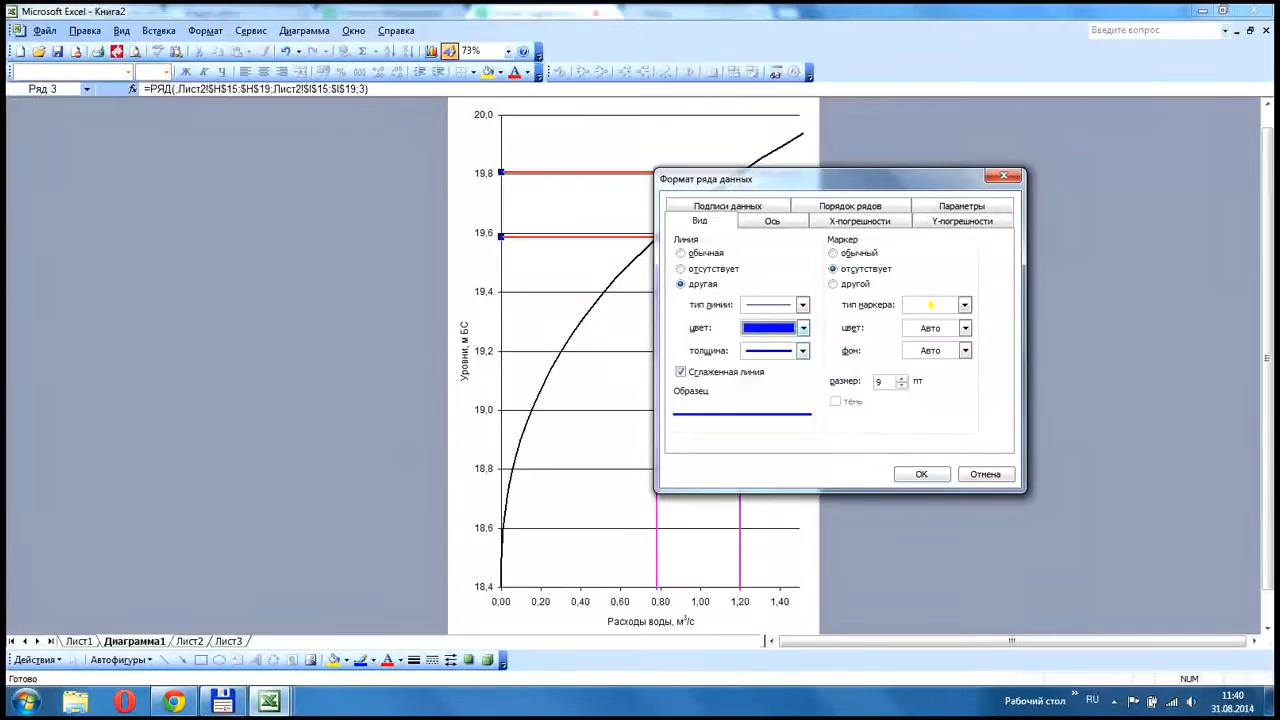 Microsoft Excel - Книга2
Файл Правка Вид Вставка Формат Сервис Диаграмма Окно Справка
Введите вопрос
73%
Ж К Ч
% 000
Ряд 3
fx =РЯД(;Лист2!$H$15:$H$19;Лист2!$I$15:$I$19;3)
20,0
19,8
19,6
19,4
19,2
19,0
18,8
18,6
18,4
Уровни, м БС
0,00 0,20 0,40 0,60 0,80 1,00 1,20 1,40
Расходы воды, м³/с
Формат ряда данных
Подписи данных Порядок рядов Параметры
Вид Ось X-погрешности Y-погрешности
Линия
обычная
отсутствует
другая
тип линии:
цвет:
толщина:
Сглаженная линия
Образец
Маркер
обычный
отсутствует
другой
тип маркера:
цвет: Авто
фон: Авто
размер: 9 пт
тень
ОК Отмена
Лист1 Диаграмма1 Лист2 Лист3
Действия Автофигуры
Готово
NUM
Рабочий стол
RU
11:40
31.08.2014